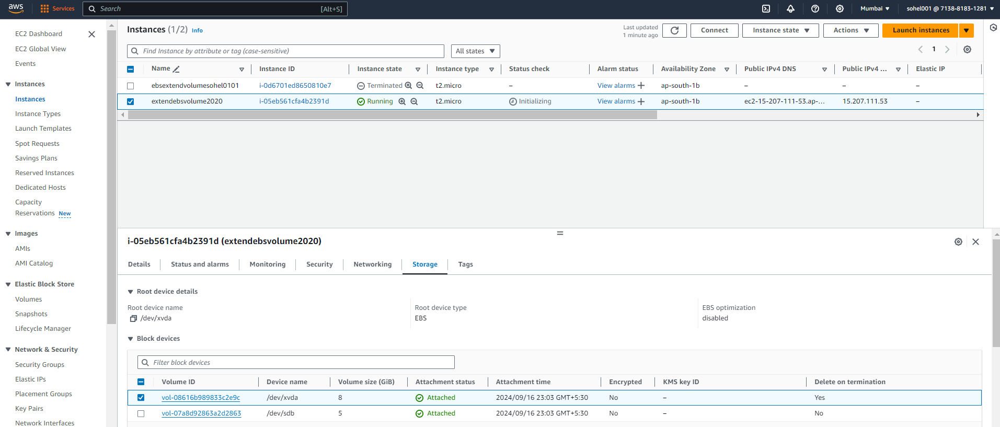 aws Services Search [Alt+S] Mumbai sohel001 @ 7138-8183-1281
EC2 Dashboard
EC2 Global View
Events
Instances
Instances
Instance Types
Launch Templates
Spot Requests
Savings Plans
Reserved Instances
Dedicated Hosts
Capacity
Reservations New
Images
AMIs
AMI Catalog
Elastic Block Store
Volumes
Snapshots
Lifecycle Manager
Network & Security
Security Groups
Elastic IPs
Placement Groups
Key Pairs
Network Interfaces
Instances (1/2) Info
Last updated
1 minute ago
Connect Instance state Actions Launch instances
Find Instance by attribute or tag (case-sensitive) All states 1
Name Instance ID Instance state Instance type Status check Alarm status Availability Zone Public IPv4 DNS Public IPv4 ... Elastic IP
ebsextendvolumesohel0101 i-0d6701ed8650810e7 Terminated t2.micro – View alarms + ap-south-1b – – –
extendebsvolume2020 i-05eb561cfa4b2391d Running t2.micro Initializing View alarms + ap-south-1b ec2-15-207-111-53.ap-... 15.207.111.53 –
i-05eb561cfa4b2391d (extendebsvolume2020)
Details Status and alarms Monitoring Security Networking Storage Tags
Root device details
Root device name Root device type EBS optimization
/dev/xvda EBS disabled
Block devices
Filter block devices
Volume ID Device name Volume size (GiB) Attachment status Attachment time Encrypted KMS key ID Delete on termination
vol-08616b989833c2e9c /dev/xvda 8 Attached 2024/09/16 23:03 GMT+5:30 No – Yes
vol-07a8d92863a2d2863 /dev/sdb 5 Attached 2024/09/16 23:03 GMT+5:30 No – No